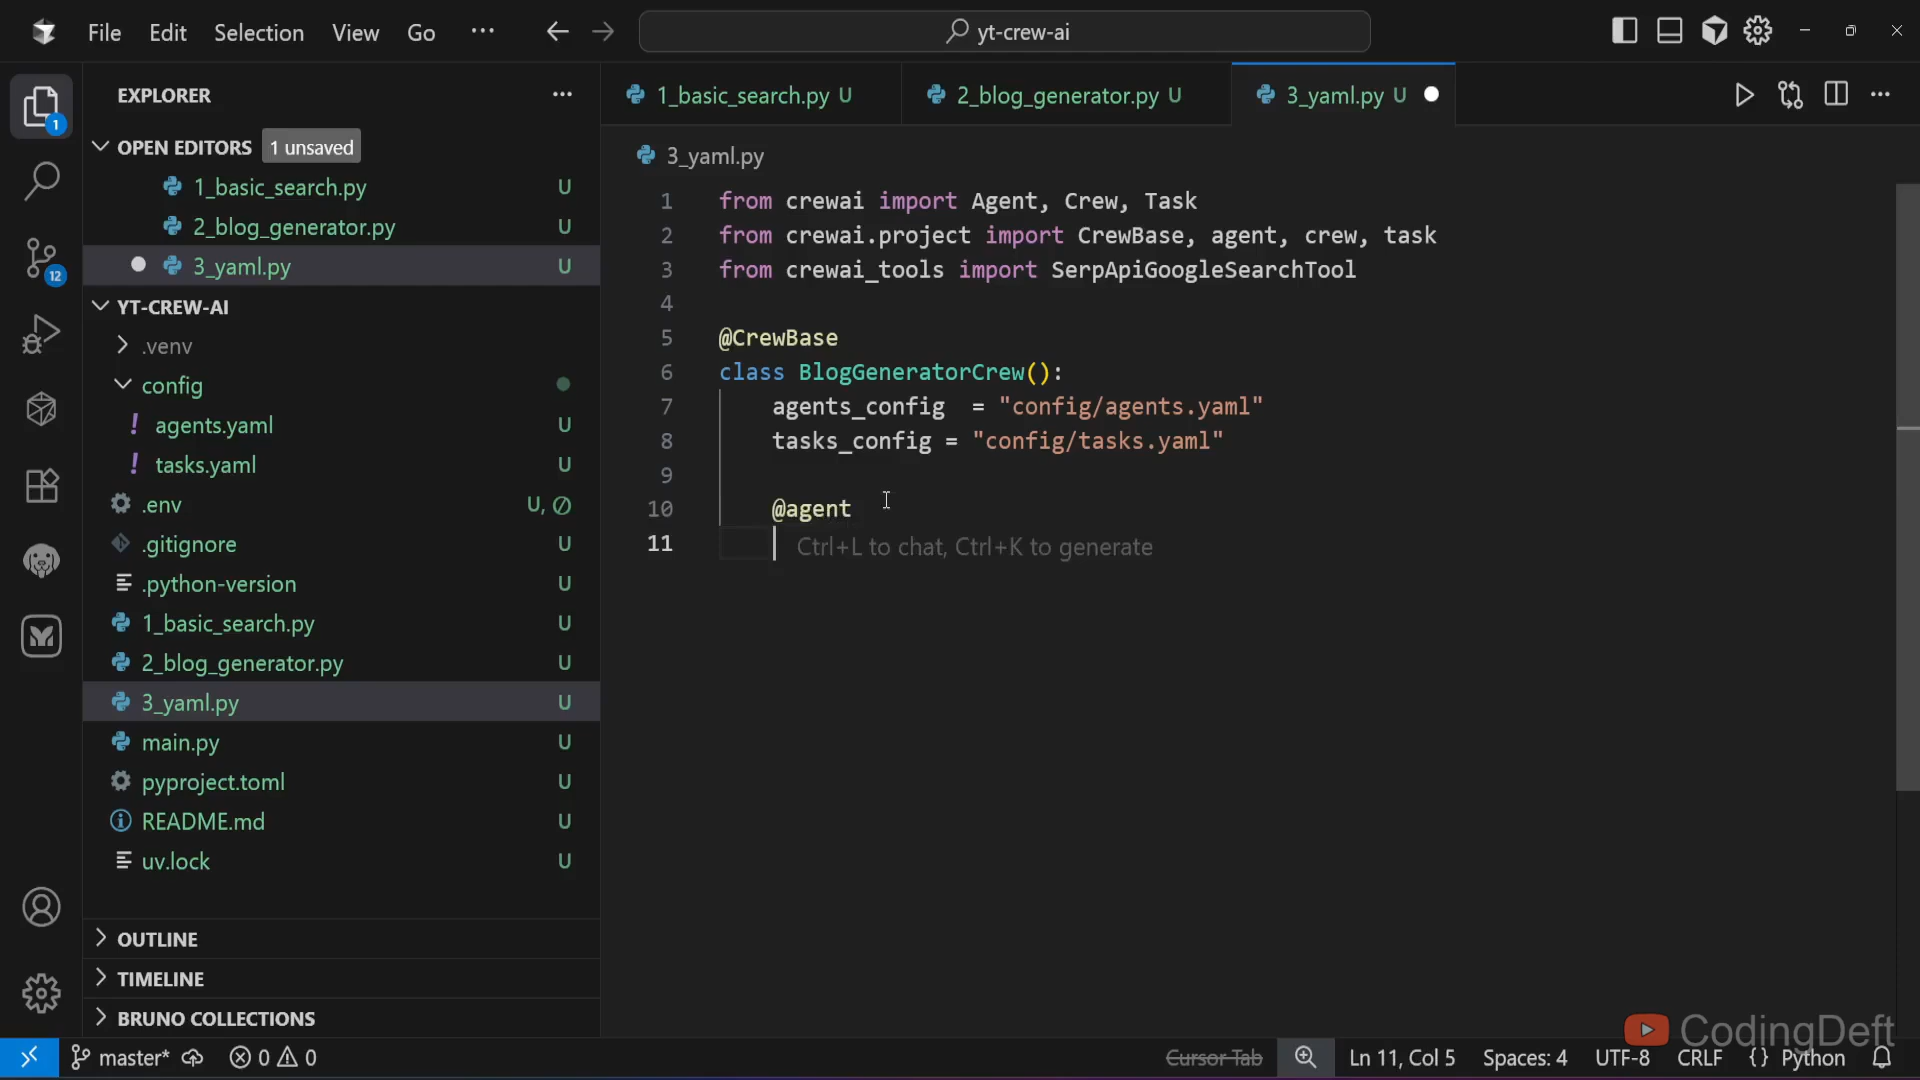 File Edit Selection View Go ... yt-crew-ai
EXPLORER
OPEN EDITORS 1 unsaved
1_basic_search.py U
2_blog_generator.py U
3_yaml.py U
YT-CREW-AI
.venv
config
agents.yaml U
tasks.yaml U
.env U,
.gitignore U
.python-version U
1_basic_search.py U
2_blog_generator.py U
3_yaml.py U
main.py U
pyproject.toml U
README.md U
uv.lock U
OUTLINE
TIMELINE
BRUNO COLLECTIONS
1
12
1_basic_search.py U 2_blog_generator.py U 3_yaml.py U
3_yaml.py
1 from crewai import Agent, Crew, Task
2 from crewai.project import CrewBase, agent, crew, task
3 from crewai_tools import SerpApiGoogleSearchTool
4
5 @CrewBase
6 class BlogGeneratorCrew():
7 agents_config  = "config/agents.yaml"
8 tasks_config = "config/tasks.yaml"
9
10 @agent
11 Ctrl+L to chat, Ctrl+K to generate
CodingDeft
master* 0 0 Cursor Tab Ln 11, Col 5 Spaces: 4 UTF-8 CRLF {} Python